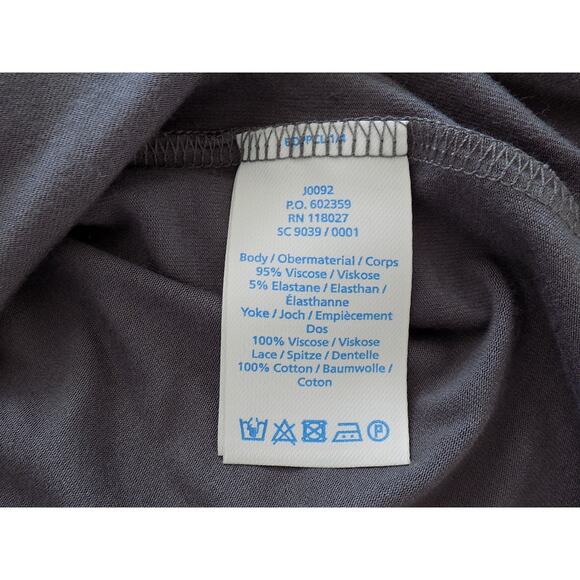 J0092
P.O. 602359
RN 118027
SC 9039 / 0001
Body / Obermaterial / Corps
95% Viscose / Viskose
5% Elastane / Elasthan /
Élasthanne
Yoke / Joch / Empiècement
Dos
100% Viscose / Viskose
Lace / Spitze / Dentelle
100% Cotton / Baumwolle /
Coton
P